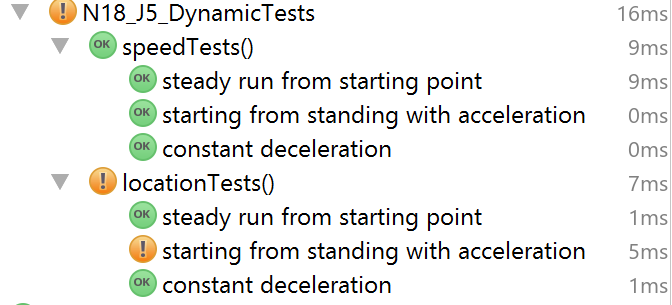 ! N18_J5_DynamicTests 16ms
OK speedTests() 9ms
OK steady run from starting point 9ms
OK starting from standing with acceleration 0ms
OK constant deceleration 0ms
! locationTests() 7ms
OK steady run from starting point 1ms
! starting from standing with acceleration 5ms
OK constant deceleration 1ms